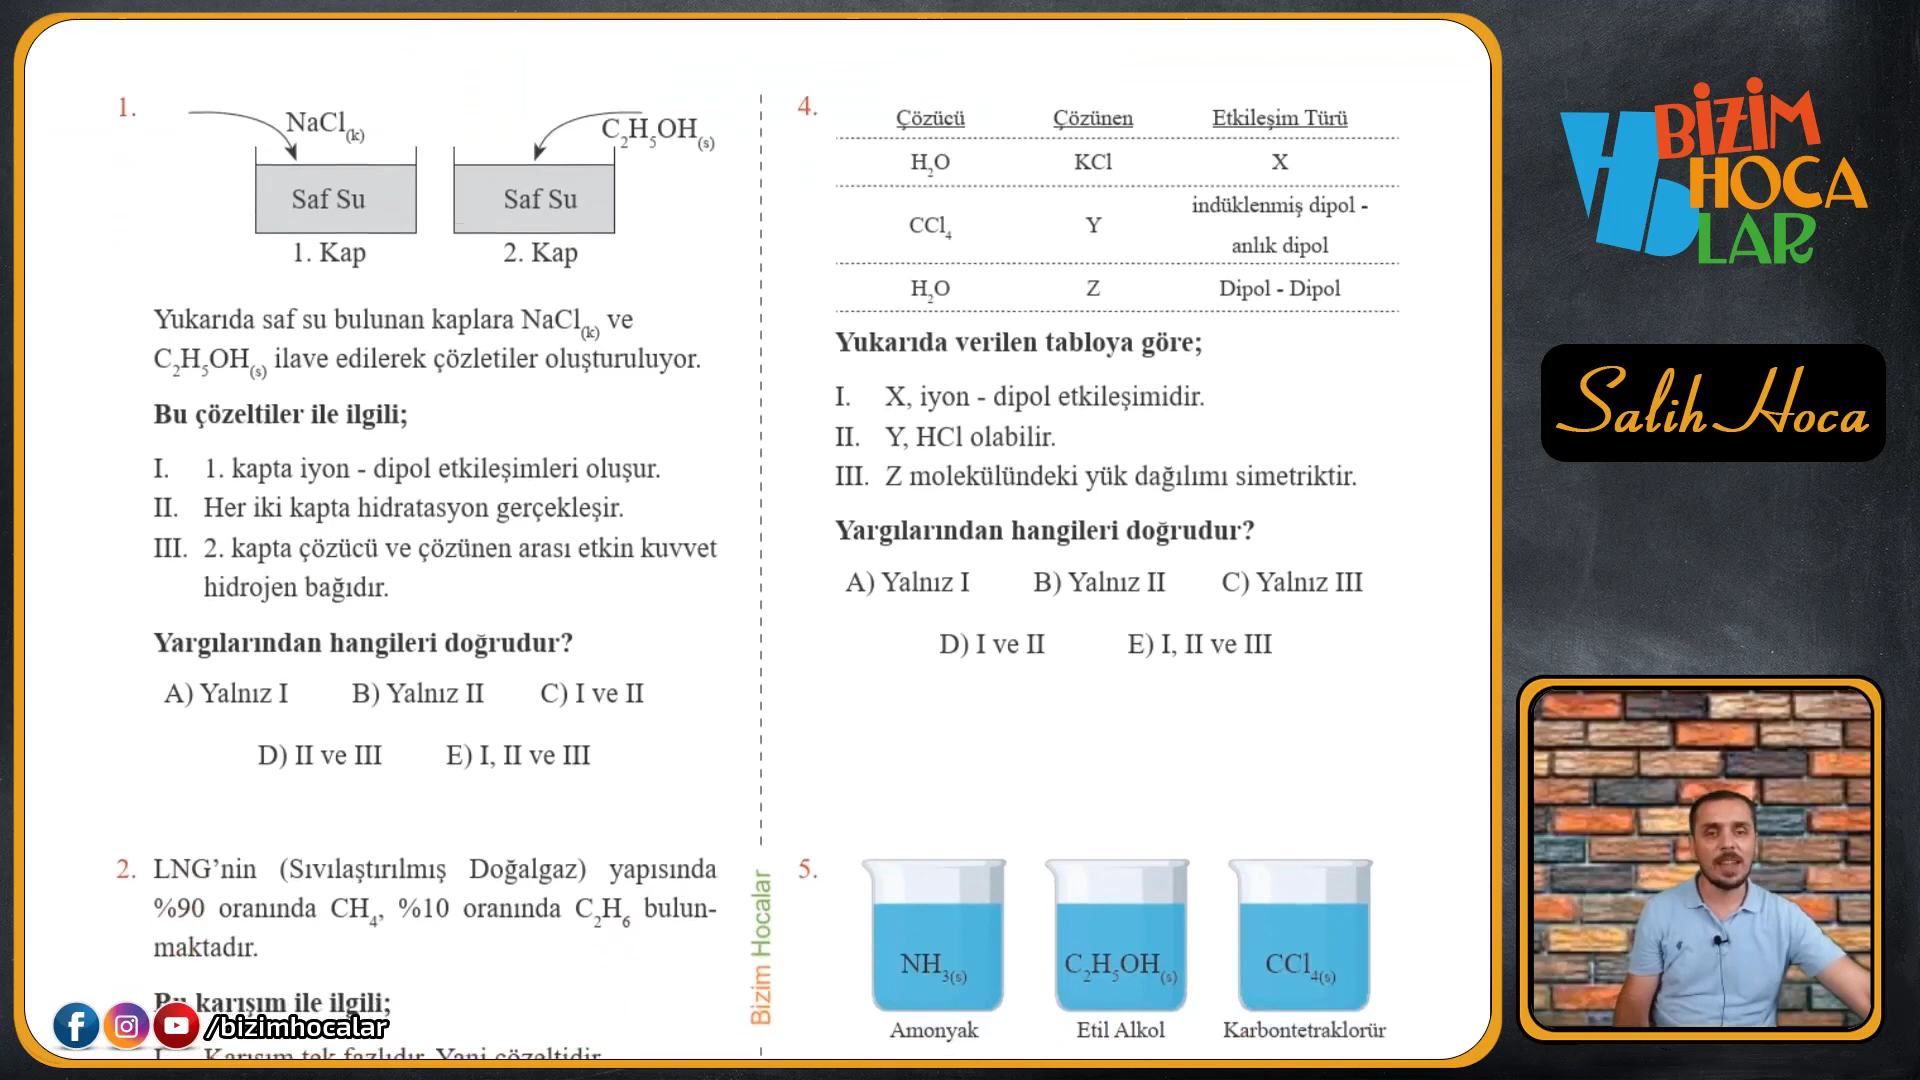 1.
NaCl(k)
C2H5OH(s)
Saf Su
Saf Su
1. Kap
2. Kap
Yukarıda saf su bulunan kaplara NaCl(k) ve
C2H5OH(s) ilave edilerek çözletiler oluşturuluyor.
Bu çözeltiler ile ilgili;
I. 1. kapta iyon - dipol etkileşimleri oluşur.
II. Her iki kapta hidratasyon gerçekleşir.
III. 2. kapta çözücü ve çözünen arası etkin kuvvet
hidrojen bağıdır.
Yargılarından hangileri doğrudur?
A) Yalnız I B) Yalnız II C) I ve II
D) II ve III E) I, II ve III
2. LNG'nin (Sıvılaştırılmış Doğalgaz) yapısında
%90 oranında CH4, %10 oranında C2H6 bulun-
maktadır.
Bu karışım ile ilgili;
I. Karışım tek fazlıdır. Yani çözeltidir.
/bizimhocalar
Bizim Hocalar
4.
Çözücü Çözünen Etkileşim Türü
H2O KCl X
CCl4 Y indüklenmiş dipol -
anlık dipol
H2O Z Dipol - Dipol
Yukarıda verilen tabloya göre;
I. X, iyon - dipol etkileşimidir.
II. Y, HCl olabilir.
III. Z molekülündeki yük dağılımı simetriktir.
Yargılarından hangileri doğrudur?
A) Yalnız I B) Yalnız II C) Yalnız III
D) I ve II E) I, II ve III
5.
NH3(s) C2H5OH(s) CCl4(s)
Amonyak Etil Alkol Karbontetraklorür
BİZİM
HOCA
LAR
Salih Hoca